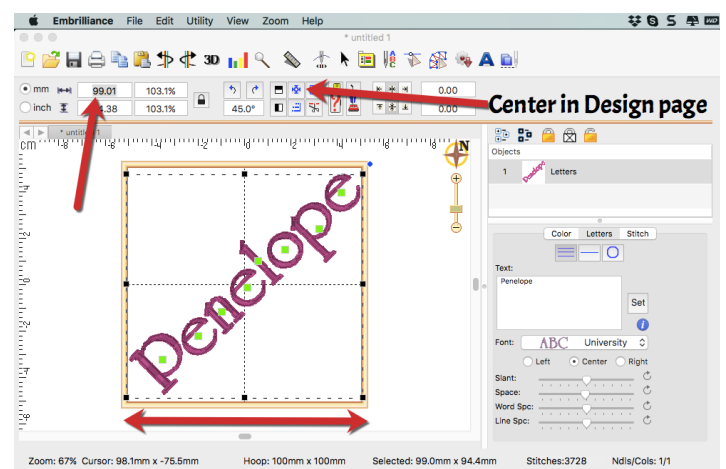 Embrilliance File Edit Utility View Zoom Help
* untitled 1
3D
mm 99.01 103.1% 0.00
inch 103.1% 45.0° 0.00
Center in Design page
* untitled 1
cm
N
Objects
1 Letters
Penelope
Color Letters Stitch
Text:
Penelope
Set
Font: ABC University
Left Center Right
Slant:
Space:
Word Spc:
Line Spc:
Zoom: 67% Cursor: 98.1mm x -75.5mm Hoop: 100mm x 100mm Selected: 99.0mm x 94.4mm Stitches:3728 Ndls/Cols: 1/1